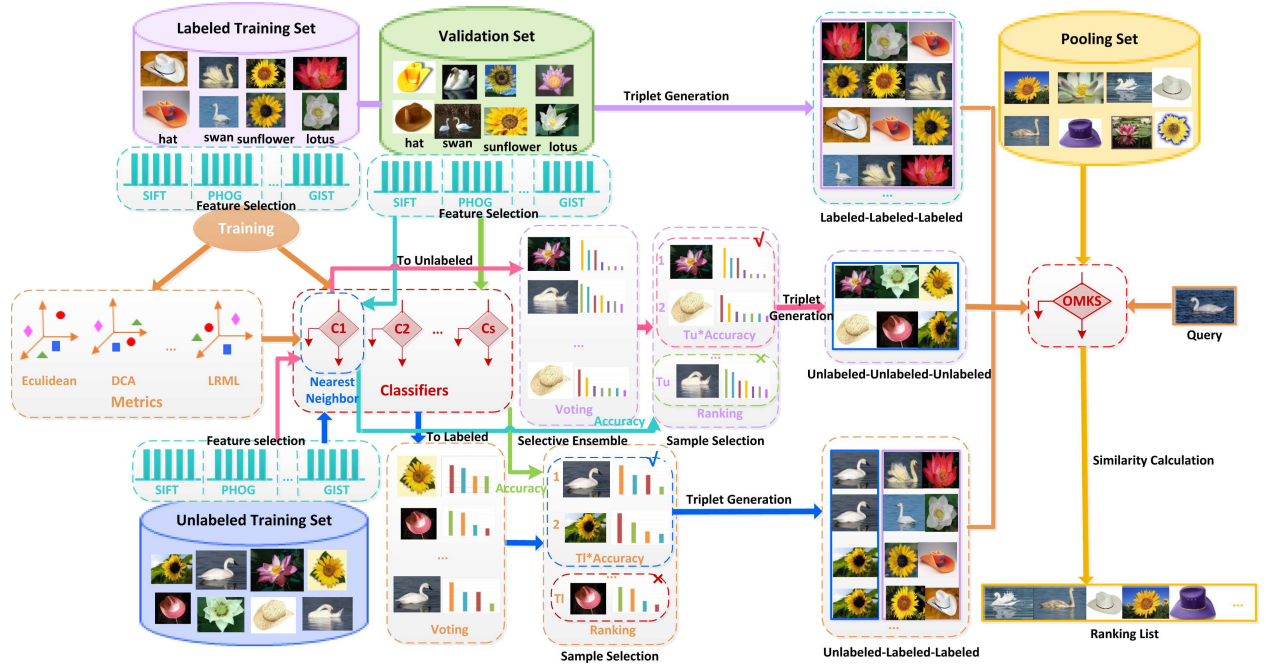 Labeled Training Set
hat
swan
sunflower
lotus
SIFT
PHOG
...
GIST
Feature Selection
Training
Validation Set
hat
swan
sunflower
lotus
SIFT
PHOG
...
GIST
Feature Selection
Triplet Generation
...
Labeled-Labeled-Labeled
Pooling Set
Eculidean
DCA
...
LRML
Metrics
To Unlabeled
C1
C2
...
Cs
Nearest
Neighbor
Classifiers
...
Voting
Selective Ensemble
1
√
2
Tu*Accuracy
...
Tu
×
Ranking
Accuracy
Sample Selection
Triplet
Generation
Unlabeled-Unlabeled-Unlabeled
OMKS
Query
Feature selection
SIFT
PHOG
...
GIST
Unlabeled Training Set
To Labeled
...
Voting
Accuracy
1
√
2
Tl*Accuracy
Tl
×
Ranking
Sample Selection
Triplet Generation
...
Unlabeled-Labeled-Labeled
Similarity Calculation
...
Ranking List